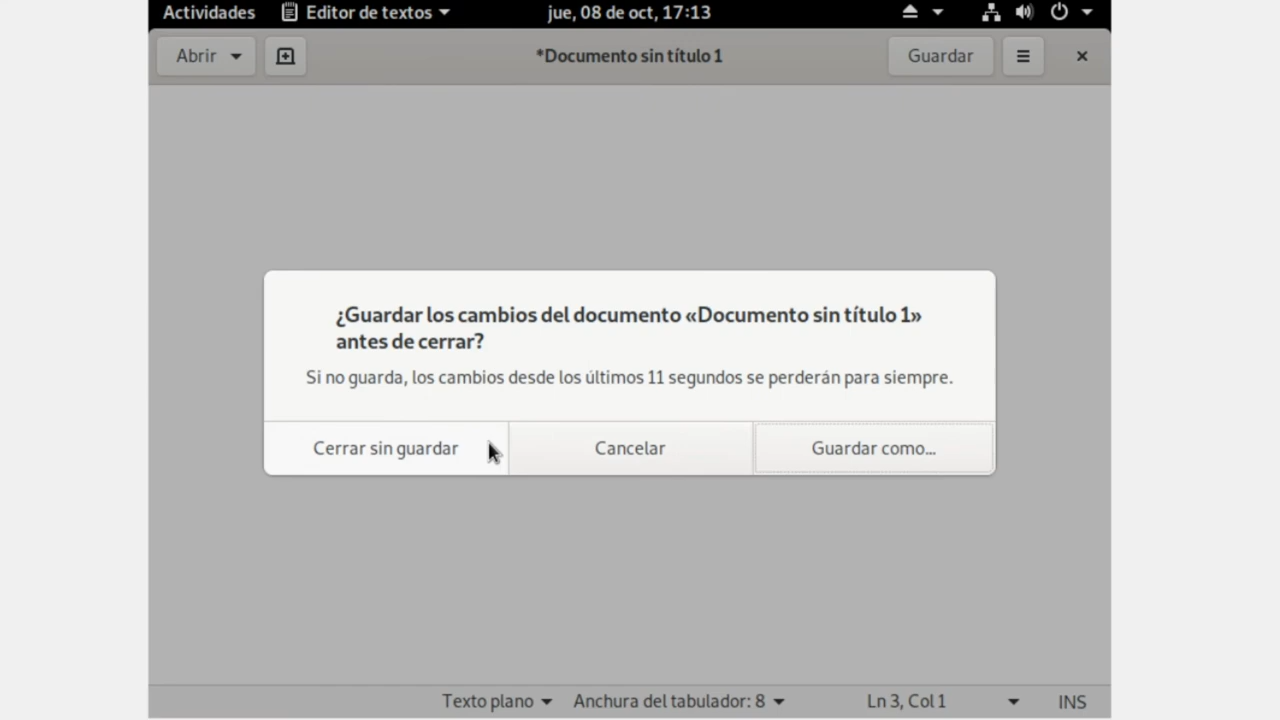 Actividades Editor de textos jue, 08 de oct, 17:13
Abrir *Documento sin título 1 Guardar
¿Guardar los cambios del documento «Documento sin título 1»
antes de cerrar?
Si no guarda, los cambios desde los últimos 11 segundos se perderán para siempre.
Cerrar sin guardar Cancelar Guardar como...
Texto plano Anchura del tabulador: 8 Ln 3, Col 1 INS